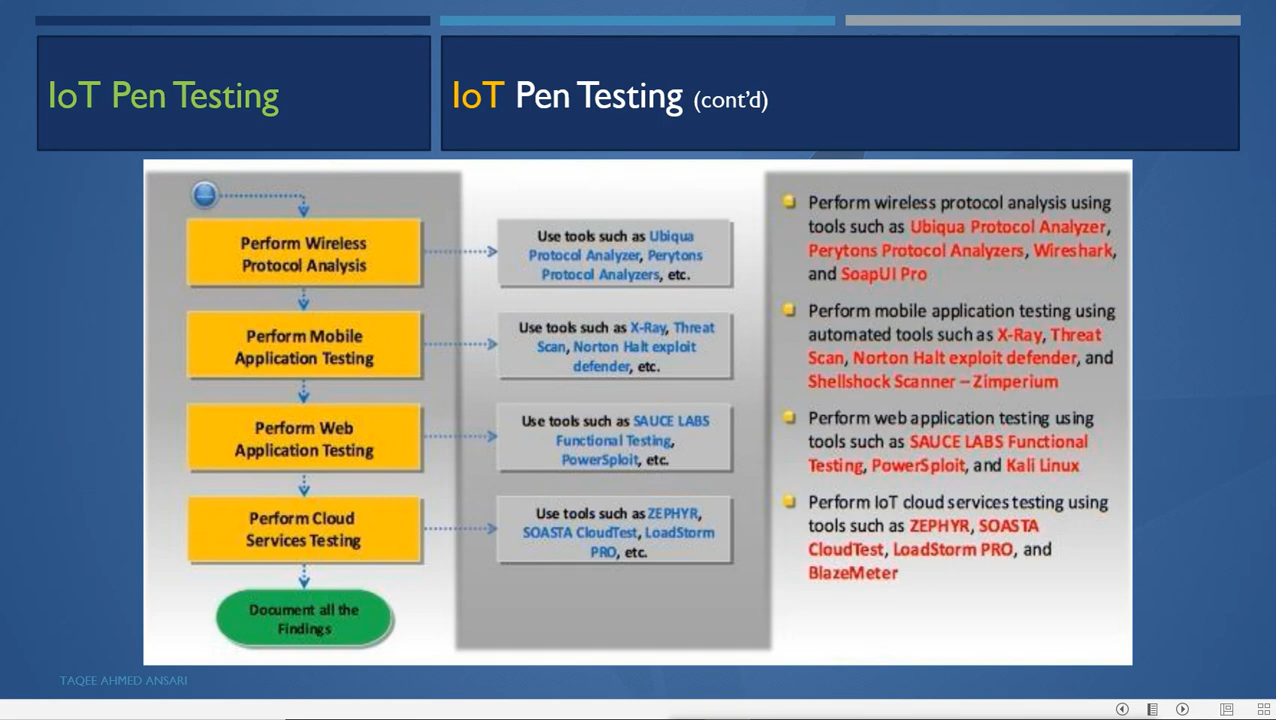 IoT Pen Testing
IoT Pen Testing (cont'd)
Perform Wireless
Protocol Analysis
Use tools such as Ubiqua
Protocol Analyzer, Perytons
Protocol Analyzers, etc.
Perform Mobile
Application Testing
Use tools such as X-Ray, Threat
Scan, Norton Halt exploit
defender, etc.
Perform Web
Application Testing
Use tools such as SAUCE LABS
Functional Testing,
PowerSploit, etc.
Perform Cloud
Services Testing
Use tools such as ZEPHYR,
SOASTA CloudTest, LoadStorm
PRO, etc.
Document all the
Findings
Perform wireless protocol analysis using
tools such as Ubiqua Protocol Analyzer,
Perytons Protocol Analyzers, Wireshark,
and SoapUI Pro
Perform mobile application testing using
automated tools such as X-Ray, Threat
Scan, Norton Halt exploit defender, and
Shellshock Scanner – Zimperium
Perform web application testing using
tools such as SAUCE LABS Functional
Testing, PowerSploit, and Kali Linux
Perform IoT cloud services testing using
tools such as ZEPHYR, SOASTA
CloudTest, LoadStorm PRO, and
BlazeMeter
TAQEE AHMED ANSARI